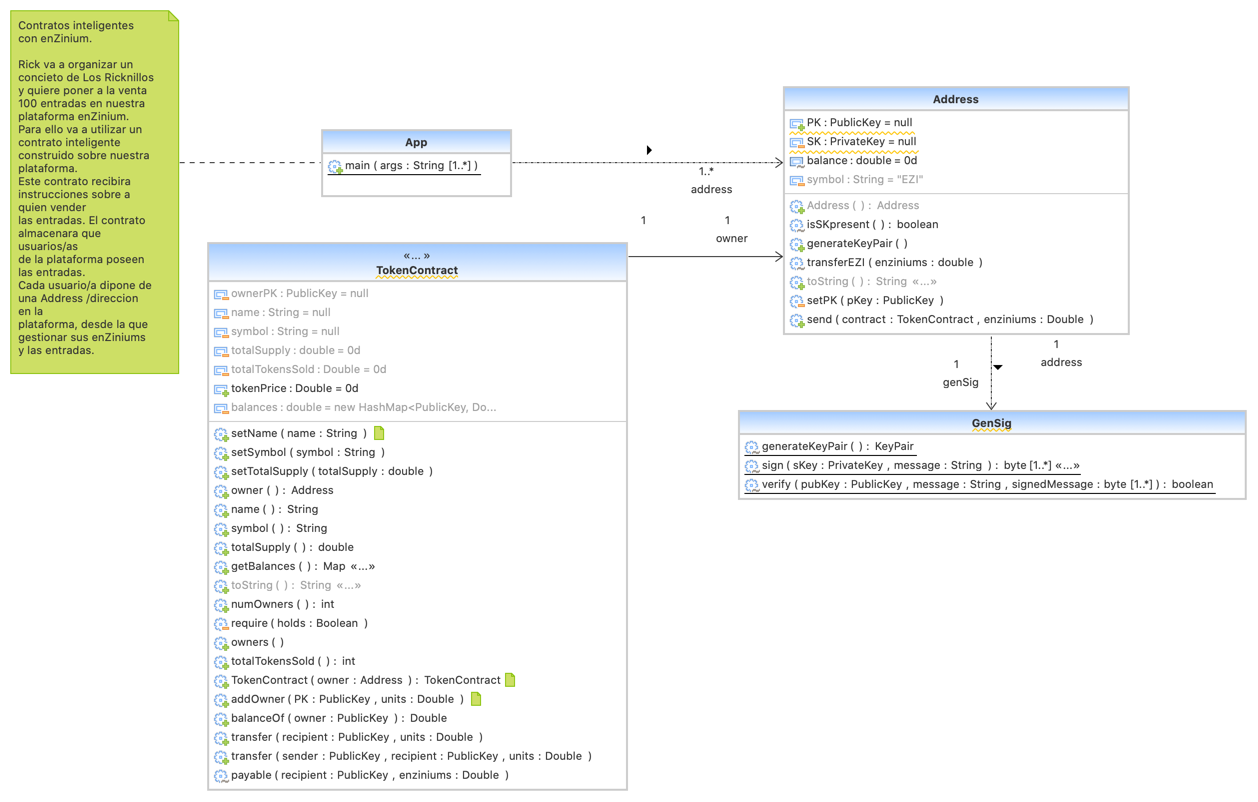 Contratos inteligentes
con enZinium.
Rick va a organizar un
concieto de Los Ricknillos
y quiere poner a la venta
100 entradas en nuestra
plataforma enZinium.
Para ello va a utilizar un
contrato inteligente
construido sobre nuestra
plataforma.
Este contrato recibira
instrucciones sobre a
quien vender
las entradas. El contrato
almacenara que
usuarios/as
de la plataforma poseen
las entradas.
Cada usuario/a dipone de
una Address /direccion
en la
plataforma, desde la que
gestionar sus enZiniums
y las entradas.
App
main ( args : String [1..*] )
1..*
address
1
1
owner
Address
PK : PublicKey = null
SK : PrivateKey = null
balance : double = 0d
symbol : String = "EZI"
Address ( ) : Address
isSKpresent ( ) : boolean
generateKeyPair ( )
transferEZI ( enziniums : double )
toString ( ) : String «...»
setPK ( pKey : PublicKey )
send ( contract : TokenContract , enziniums : Double )
1
address
1
genSig
GenSig
generateKeyPair ( ) : KeyPair
sign ( sKey : PrivateKey , message : String ) : byte [1..*] «...»
verify ( pubKey : PublicKey , message : String , signedMessage : byte [1..*] ) : boolean
«... »
TokenContract
ownerPK : PublicKey = null
name : String = null
symbol : String = null
totalSupply : double = 0d
totalTokensSold : Double = 0d
tokenPrice : Double = 0d
balances : double = new HashMap<PublicKey, Do...
setName ( name : String )
setSymbol ( symbol : String )
setTotalSupply ( totalSupply : double )
owner ( ) : Address
name ( ) : String
symbol ( ) : String
totalSupply ( ) : double
getBalances ( ) : Map «...»
toString ( ) : String «...»
numOwners ( ) : int
require ( holds : Boolean )
owners ( )
totalTokensSold ( ) : int
TokenContract ( owner : Address ) : TokenContract
addOwner ( PK : PublicKey , units : Double )
balanceOf ( owner : PublicKey ) : Double
transfer ( recipient : PublicKey , units : Double )
transfer ( sender : PublicKey , recipient : PublicKey , units : Double )
payable ( recipient : PublicKey , enziniums : Double )